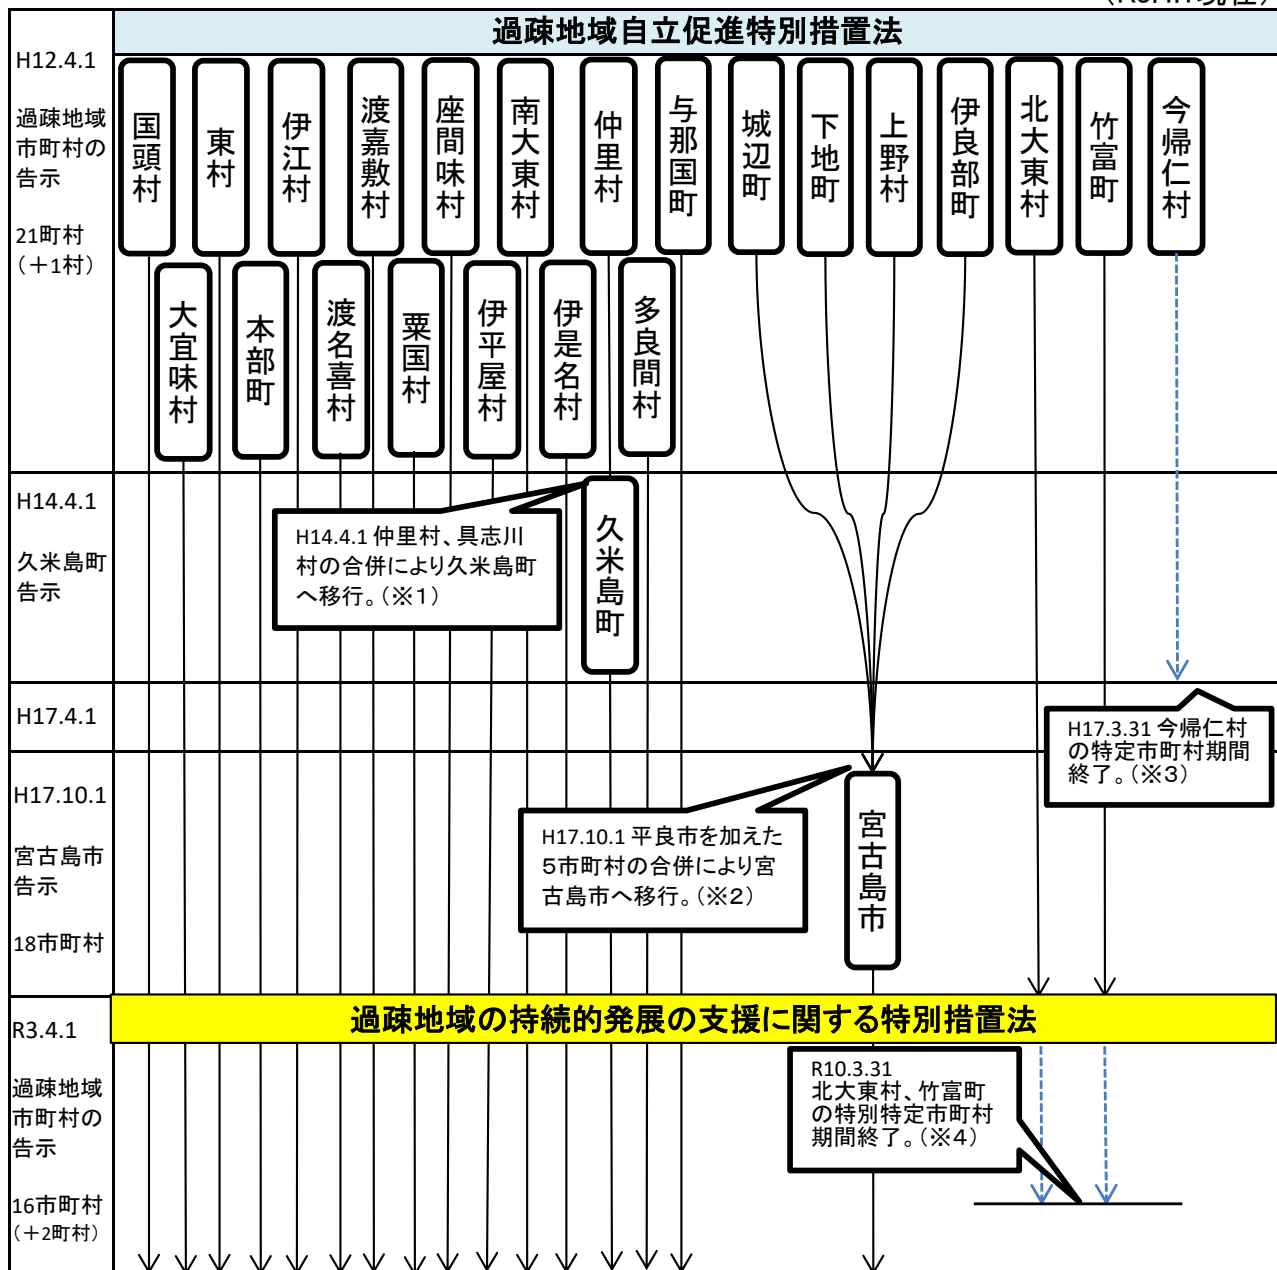 過疎地域自立促進特別措置法
H12.4.1
過疎地域
市町村の
告示
21町村
（＋1村）
国頭村
東村
伊江村
渡嘉敷村
座間味村
南大東村
仲里村
与那国町
城辺町
下地町
上野村
伊良部町
北大東村
竹富町
今帰仁村
大宜味村
本部町
渡名喜村
粟国村
伊平屋村
伊是名村
多良間村
H14.4.1
久米島町
告示
H14.4.1 仲里村、具志川
村の合併により久米島町
へ移行。（※1）
久米島町
H17.4.1
H17.3.31 今帰仁村
の特定市町村期間
終了。（※3）
H17.10.1
宮古島市
告示
18市町村
H17.10.1 平良市を加えた
5市町村の合併により宮
古島市へ移行。（※2）
宮古島市
過疎地域の持続的発展の支援に関する特別措置法
R3.4.1
過疎地域
市町村の
告示
16市町村
（＋2町村）
R10.3.31
北大東村、竹富町
の特別特定市町村
期間終了。（※4）